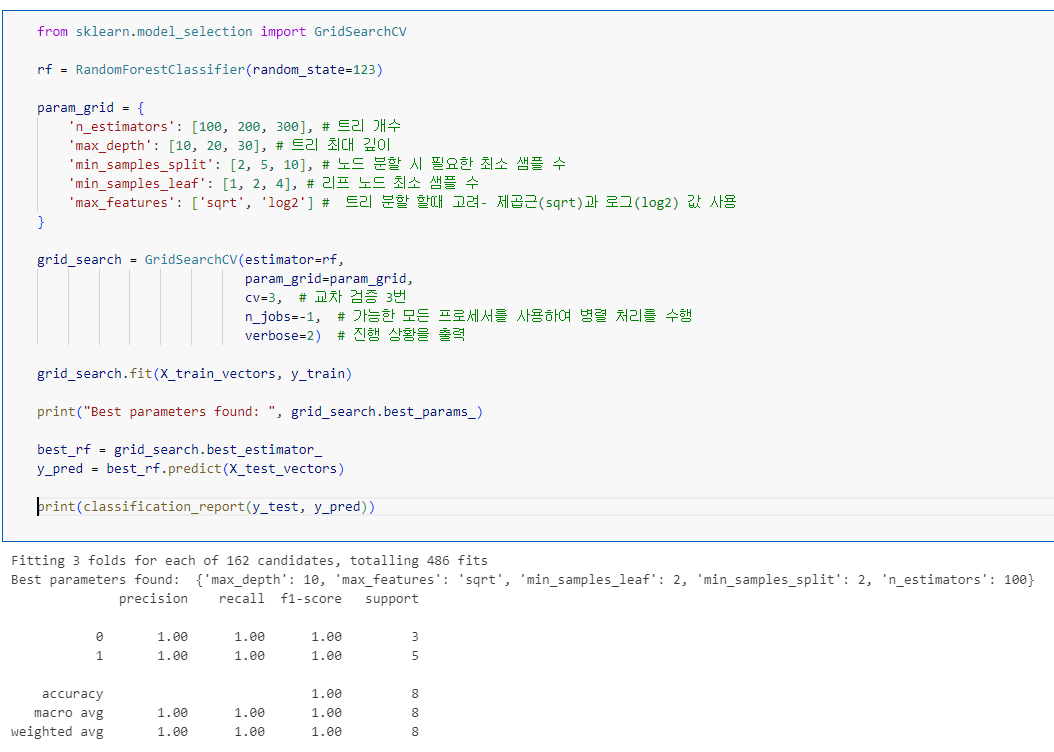 from sklearn.model_selection import GridSearchCV
rf = RandomForestClassifier(random_state=123)
param_grid = {
'n_estimators': [100, 200, 300], # 트리 개수
'max_depth': [10, 20, 30], # 트리 최대 깊이
'min_samples_split': [2, 5, 10], # 노드 분할 시 필요한 최소 샘플 수
'min_samples_leaf': [1, 2, 4], # 리프 노드 최소 샘플 수
'max_features': ['sqrt', 'log2'] #  트리 분할 할때 고려- 제곱근(sqrt)과 로그(log2) 값 사용
}
grid_search = GridSearchCV(estimator=rf,
param_grid=param_grid,
cv=3,  # 교차 검증 3번
n_jobs=-1,  # 가능한 모든 프로세서를 사용하여 병렬 처리를 수행
verbose=2)  # 진행 상황을 출력
grid_search.fit(X_train_vectors, y_train)
print("Best parameters found: ", grid_search.best_params_)
best_rf = grid_search.best_estimator_
y_pred = best_rf.predict(X_test_vectors)
print(classification_report(y_test, y_pred))
Fitting 3 folds for each of 162 candidates, totalling 486 fits
Best parameters found:  {'max_depth': 10, 'max_features': 'sqrt', 'min_samples_leaf': 2, 'min_samples_split': 2, 'n_estimators': 100}
precision    recall  f1-score   support
0       1.00      1.00      1.00         3
1       1.00      1.00      1.00         5
accuracy                           1.00         8
macro avg       1.00      1.00      1.00         8
weighted avg       1.00      1.00      1.00         8